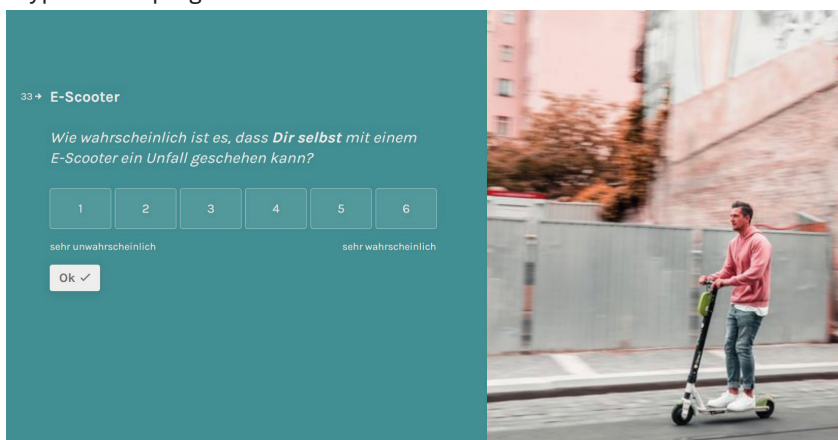 33→ E-Scooter
Wie wahrscheinlich ist es, dass Dir selbst mit einem
E-Scooter ein Unfall geschehen kann?
1 2 3 4 5 6
sehr unwahrscheinlich sehr wahrscheinlich
Ok ✓